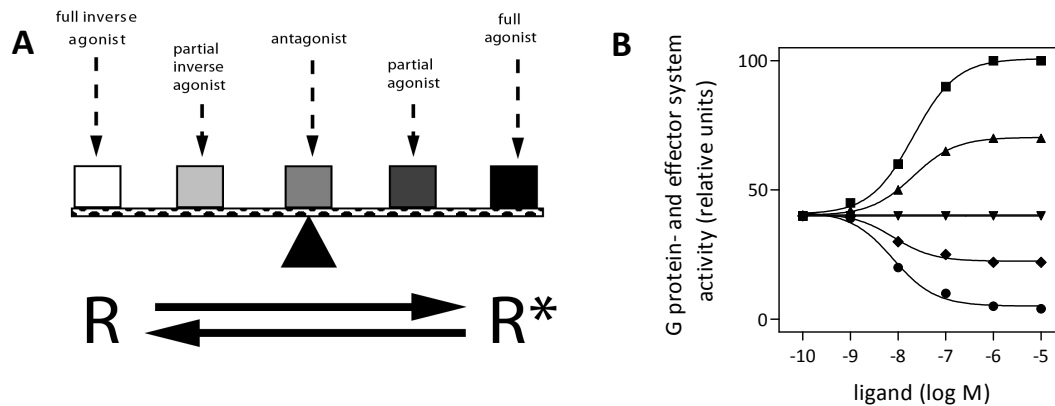 A
full inverse
agonist
partial
inverse
agonist
antagonist
partial
agonist
full
agonist
R
R*
B
G protein- and effector system
activity (relative units)
100
50
0
-10 -9 -8 -7 -6 -5
ligand (log M)